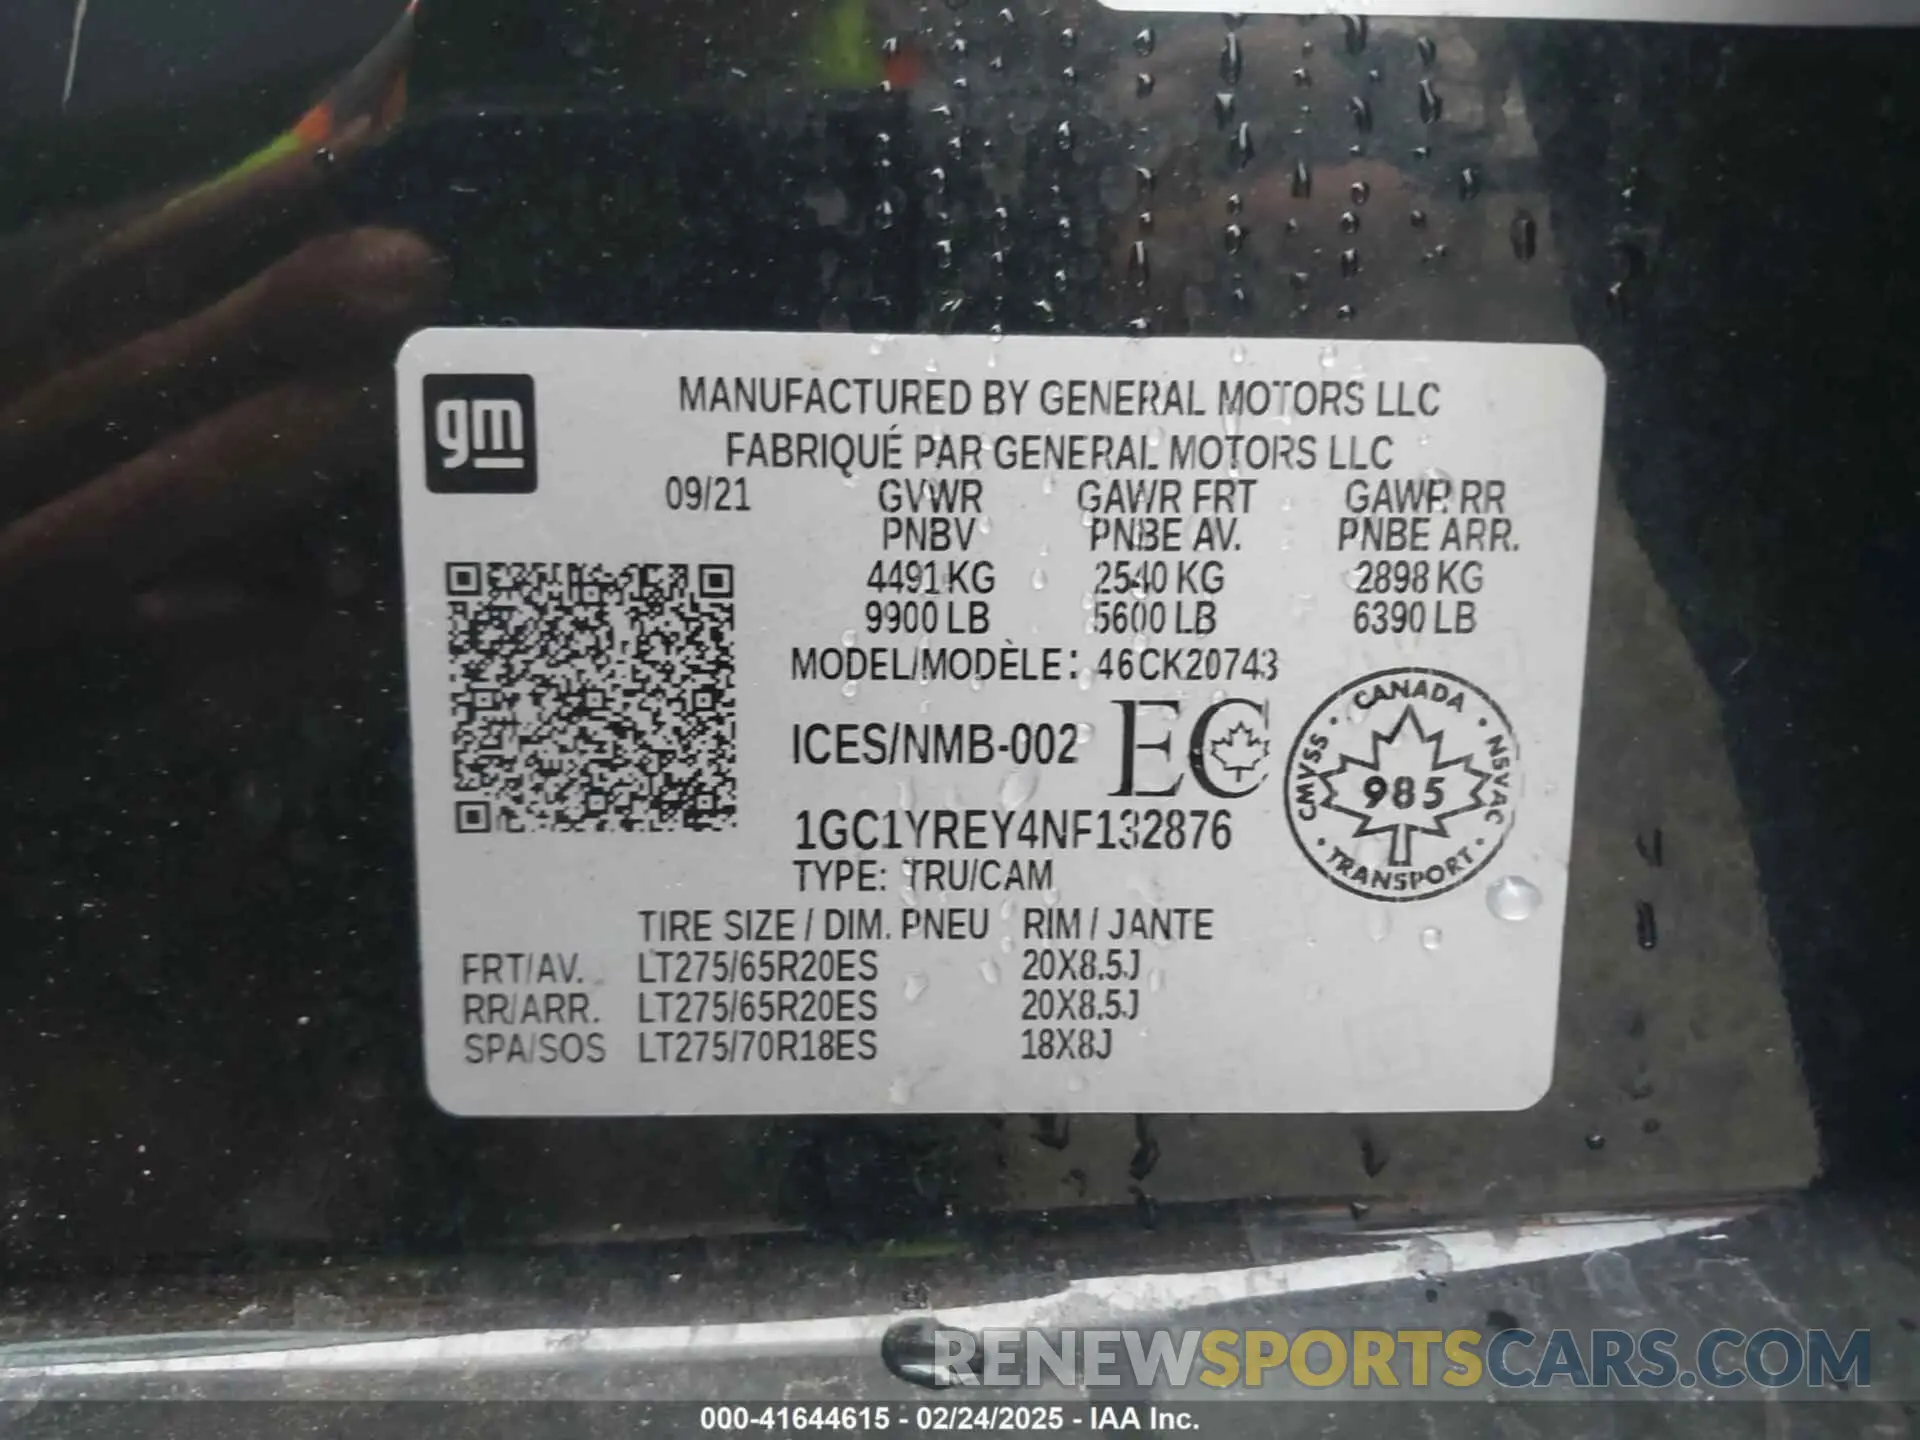 gm
MANUFACTURED BY GENERAL MOTORS LLC
FABRIQUÉ PAR GENERAL MOTORS LLC
09/21 GVWR GAWR FRT GAWR RR
PNBV PNBE AV. PNBE ARR.
4491 KG 2540 KG 2898 KG
9900 LB 5600 LB 6390 LB
MODEL/MODÈLE: 46CK20743
ICES/NMB-002 EC
CANADA
CMVSS 985 NSVAC
TRANSPORT
1GC1YREY4NF132876
TYPE: TRU/CAM
TIRE SIZE / DIM. PNEU RIM / JANTE
FRT/AV. LT275/65R20ES 20X8.5J
RR/ARR. LT275/65R20ES 20X8.5J
SPA/SOS LT275/70R18ES 18X8J
RENEWSPORTSCARS.COM
000-41644615 - 02/24/2025 - IAA Inc.